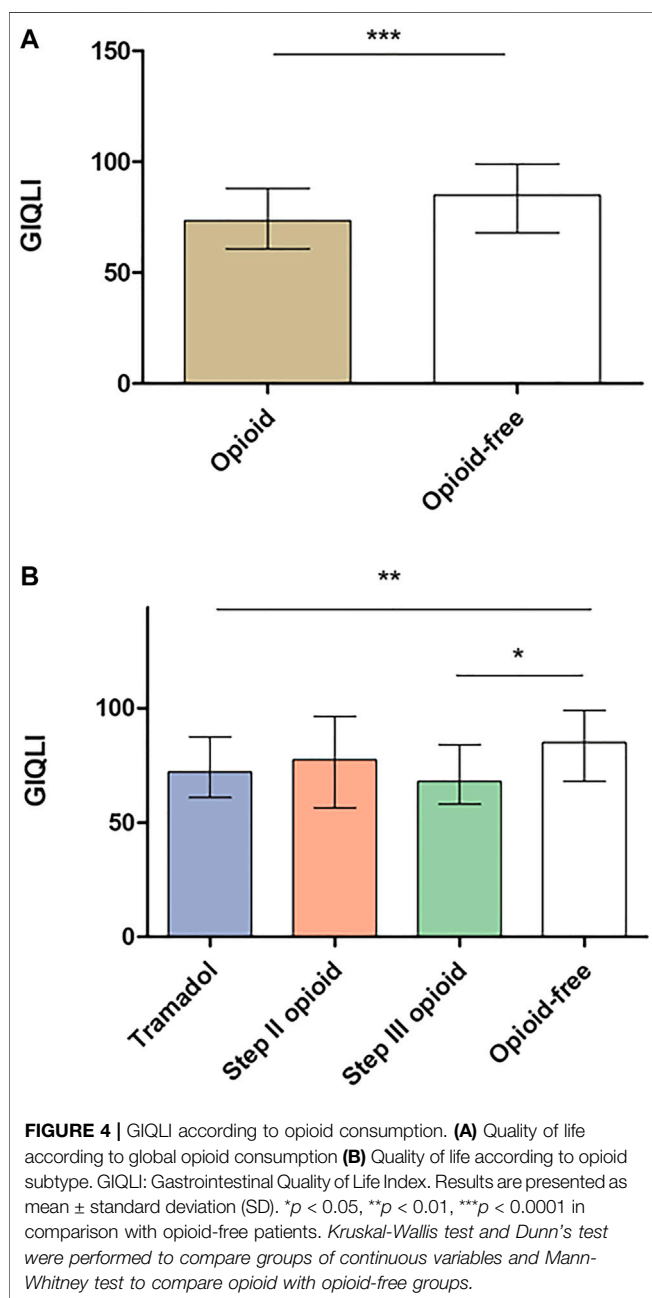 A
***
150
100
50
0
GIQLI
Opioid
Opioid-free
B
**
*
100
50
0
GIQLI
Tramadol
Step II opioid
Step III opioid
Opioid-free
FIGURE 4 | GIQLI according to opioid consumption. (A) Quality of life
according to global opioid consumption (B) Quality of life according to opioid
subtype. GIQLI: Gastrointestinal Quality of Life Index. Results are presented as
mean ± standard deviation (SD). *p < 0.05, **p < 0.01, ***p < 0.0001 in
comparison with opioid-free patients. Kruskal-Wallis test and Dunn's test
were performed to compare groups of continuous variables and Mann-
Whitney test to compare opioid with opioid-free groups.